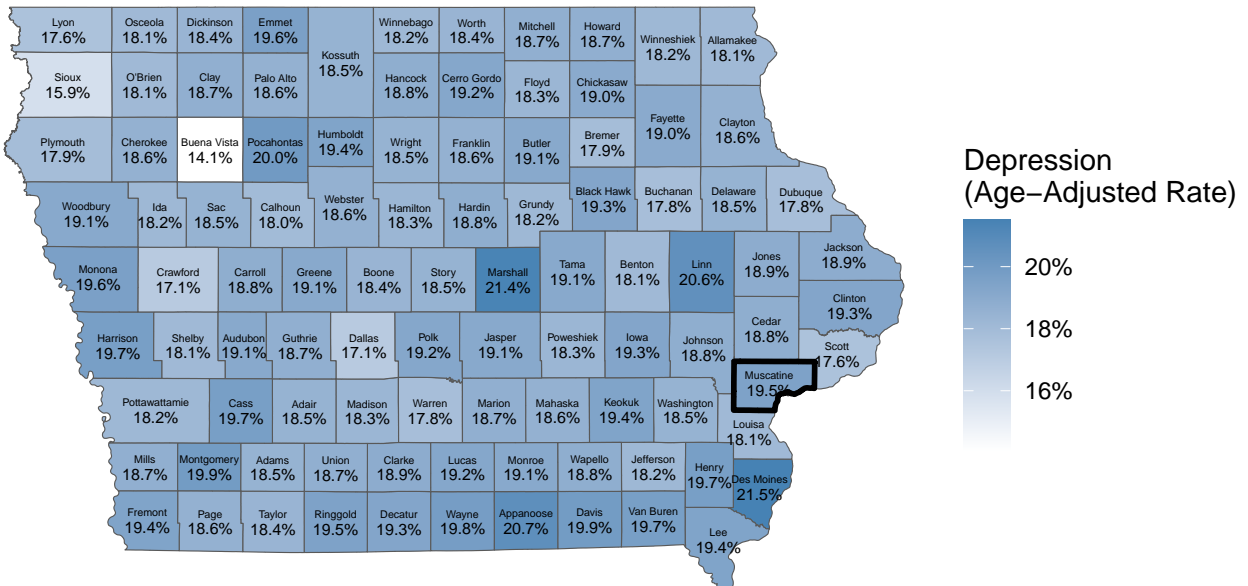 Lyon
17.6%
Osceola
18.1%
Dickinson
18.4%
Emmet
19.6%
Kossuth
18.5%
Winnebago
18.2%
Worth
18.4%
Mitchell
18.7%
Howard
18.7%
Winneshiek
18.2%
Allamakee
18.1%
Sioux
15.9%
O'Brien
18.1%
Clay
18.7%
Palo Alto
18.6%
Hancock
18.8%
Cerro Gordo
19.2%
Floyd
18.3%
Chickasaw
19.0%
Fayette
19.0%
Clayton
18.6%
Plymouth
17.9%
Cherokee
18.6%
Buena Vista
14.1%
Pocahontas
20.0%
Humboldt
19.4%
Wright
18.5%
Franklin
18.6%
Butler
19.1%
Bremer
17.9%
Woodbury
19.1%
Ida
18.2%
Sac
18.5%
Calhoun
18.0%
Webster
18.6%
Hamilton
18.3%
Hardin
18.8%
Grundy
18.2%
Black Hawk
19.3%
Buchanan
17.8%
Delaware
18.5%
Dubuque
17.8%
Monona
19.6%
Crawford
17.1%
Carroll
18.8%
Greene
19.1%
Boone
18.4%
Story
18.5%
Marshall
21.4%
Tama
19.1%
Benton
18.1%
Linn
20.6%
Jones
18.9%
Jackson
18.9%
Clinton
19.3%
Harrison
19.7%
Shelby
18.1%
Audubon
19.1%
Guthrie
18.7%
Dallas
17.1%
Polk
19.2%
Jasper
19.1%
Poweshiek
18.3%
Iowa
19.3%
Johnson
18.8%
Cedar
18.8%
Scott
17.6%
Muscatine
19.5%
Pottawattamie
18.2%
Cass
19.7%
Adair
18.5%
Madison
18.3%
Warren
17.8%
Marion
18.7%
Mahaska
18.6%
Keokuk
19.4%
Washington
18.5%
Louisa
18.1%
Mills
18.7%
Montgomery
19.9%
Adams
18.5%
Union
18.7%
Clarke
18.9%
Lucas
19.2%
Monroe
19.1%
Wapello
18.8%
Jefferson
18.2%
Henry
19.7%
Des Moines
21.5%
Fremont
19.4%
Page
18.6%
Taylor
18.4%
Ringgold
19.5%
Decatur
19.3%
Wayne
19.8%
Appanoose
20.7%
Davis
19.9%
Van Buren
19.7%
Lee
19.4%
Depression
(Age−Adjusted Rate)
20%
18%
16%